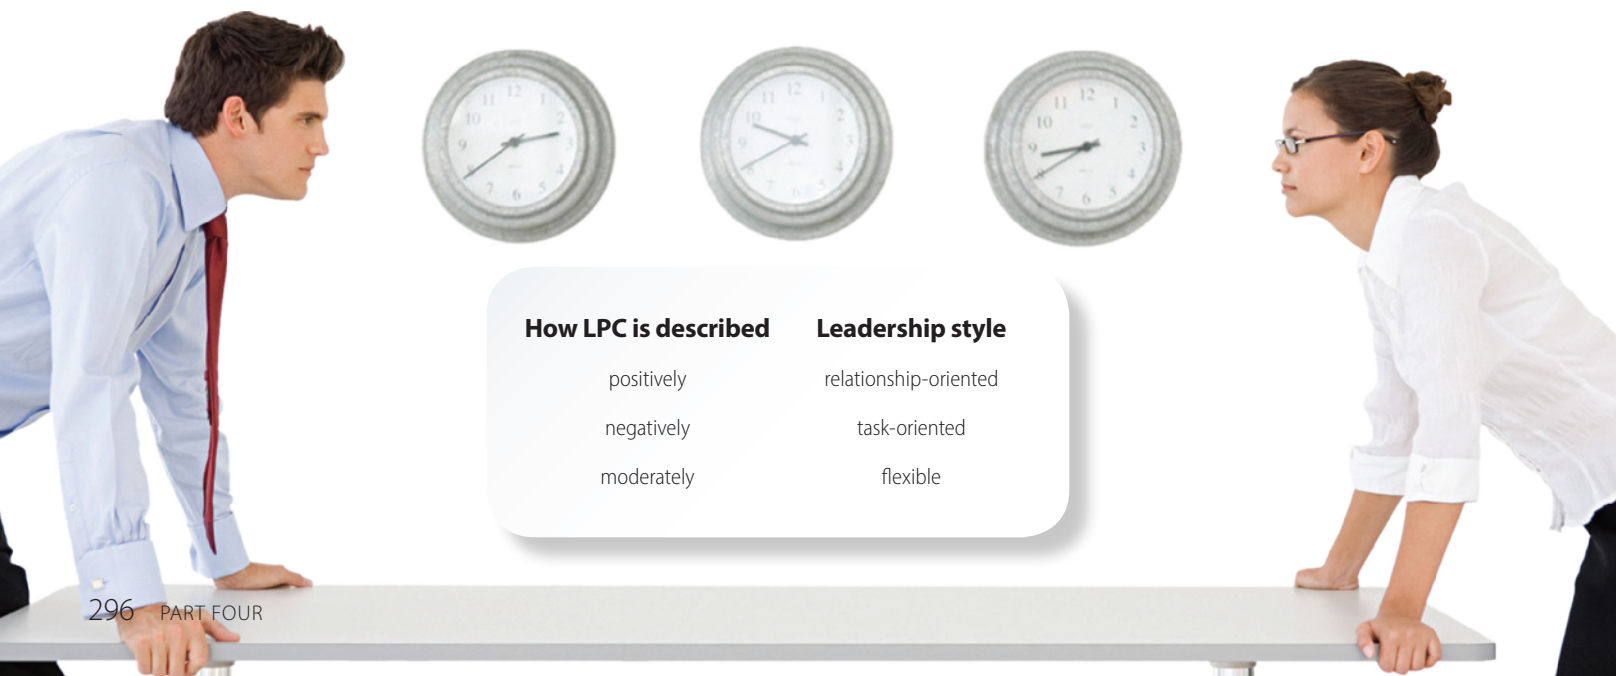 How LPC is described Leadership style
positively relationship-oriented
negatively task-oriented
moderately flexible
296 PART FOUR